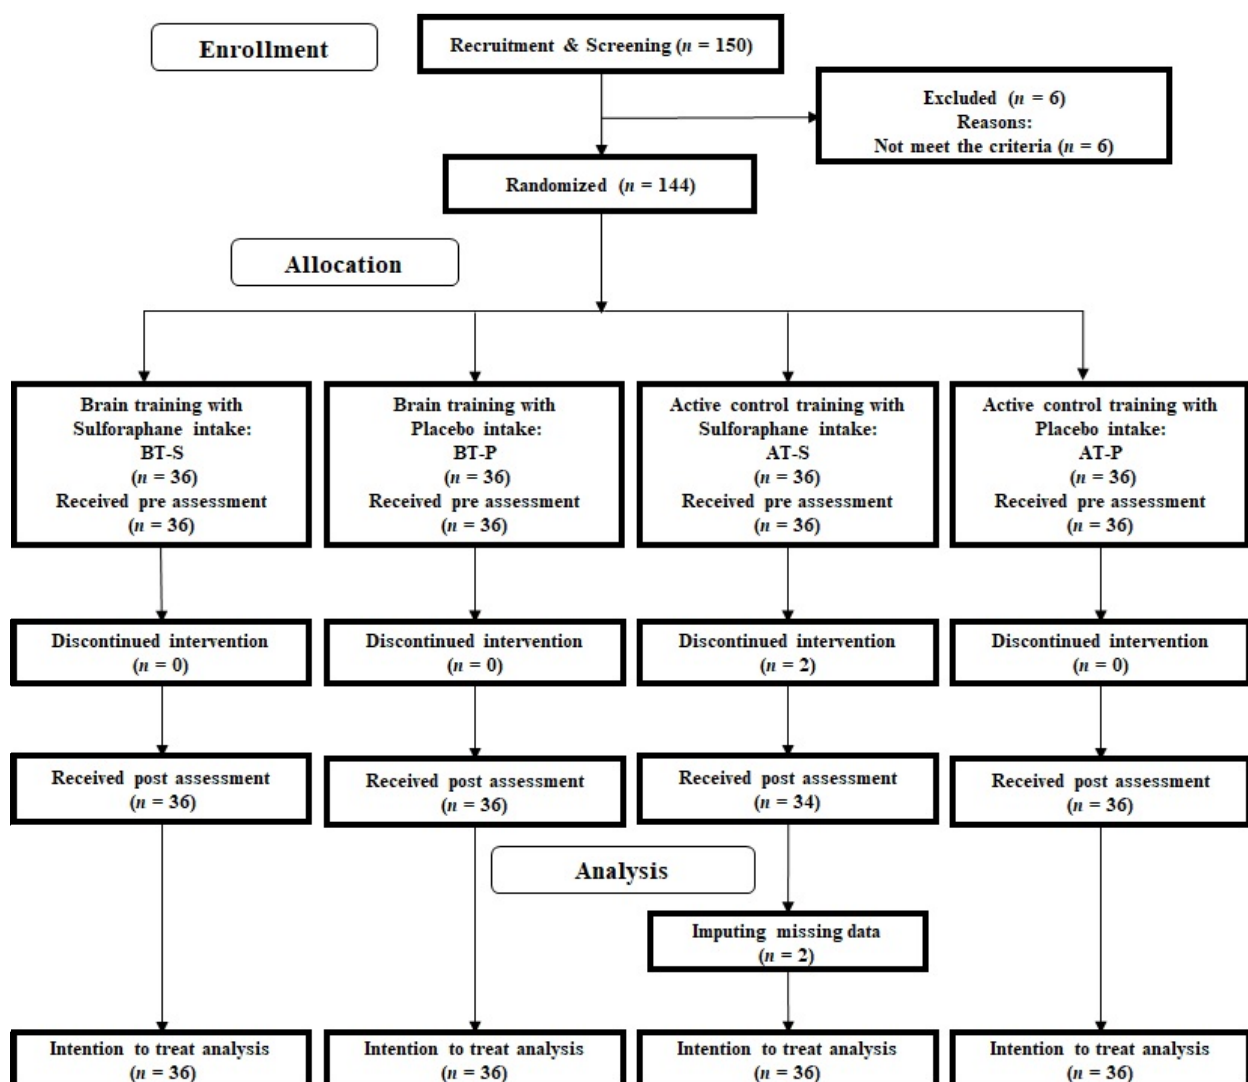 Enrollment
Recruitment & Screening (n = 150)
Excluded (n = 6)
Reasons:
Not meet the criteria (n = 6)
Randomized (n = 144)
Allocation
Brain training with
Sulforaphane intake:
BT-S
(n = 36)
Received pre assessment
(n = 36)
Brain training with
Placebo intake:
BT-P
(n = 36)
Received pre assessment
(n = 36)
Active control training with
Sulforaphane intake:
AT-S
(n = 36)
Received pre assessment
(n = 36)
Active control training with
Placebo intake:
AT-P
(n = 36)
Received pre assessment
(n = 36)
Discontinued intervention
(n = 0)
Discontinued intervention
(n = 0)
Discontinued intervention
(n = 2)
Discontinued intervention
(n = 0)
Received post assessment
(n = 36)
Received post assessment
(n = 36)
Received post assessment
(n = 34)
Received post assessment
(n = 36)
Analysis
Imputing missing data
(n = 2)
Intention to treat analysis
(n = 36)
Intention to treat analysis
(n = 36)
Intention to treat analysis
(n = 36)
Intention to treat analysis
(n = 36)